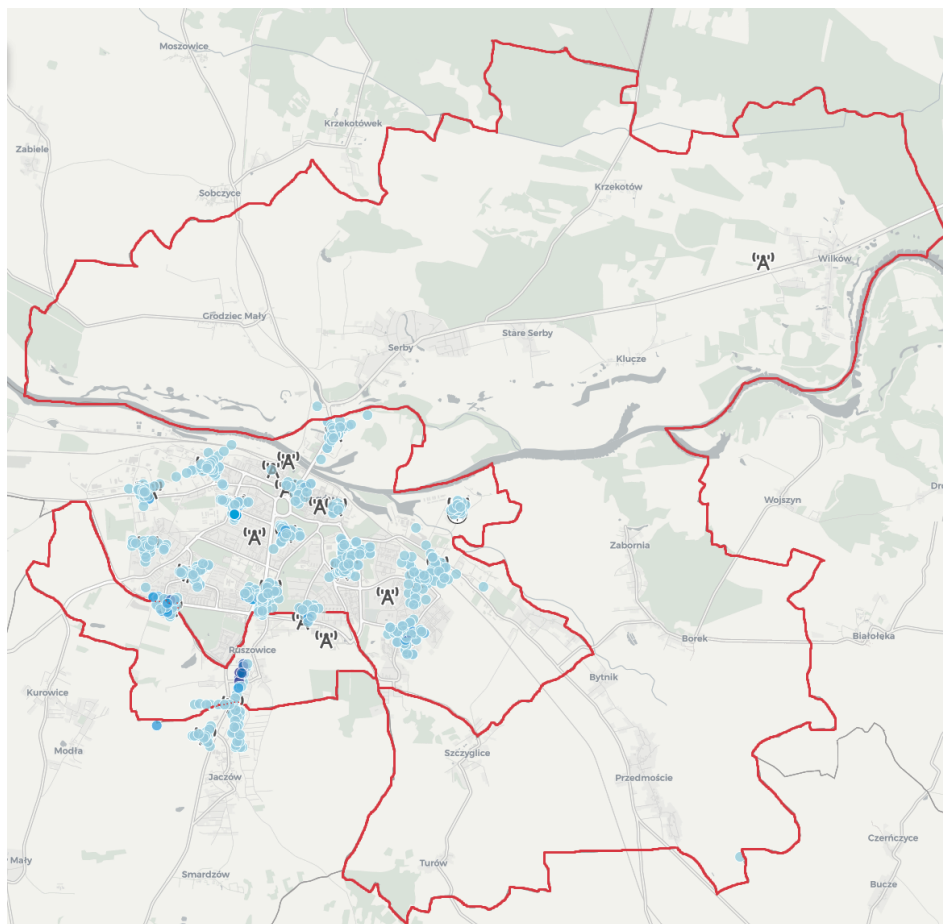 Moszowice
Krzekotówek
Zabiele
Krzekotów
Sobczyce
Wilków
Grodziec Mały
Stare Serby
Serby
Klucze
Wojszyn
Zabornia
Borek
Białołęka
Ruszowice
Bytnik
Kurowice
Modła
Szczyglice
Jaczów
Przedmoście
Czerńczyce
Mały
Turów
Smardzów
Bucze